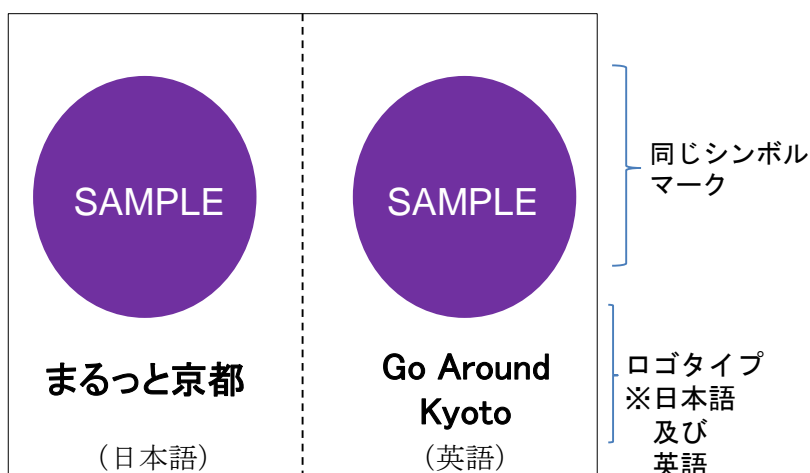 SAMPLE
まるっと京都
(日本語)
SAMPLE
Go Around
Kyoto
(英語)
同じシンボル
マーク
ロゴタイプ
※日本語
及び
英語